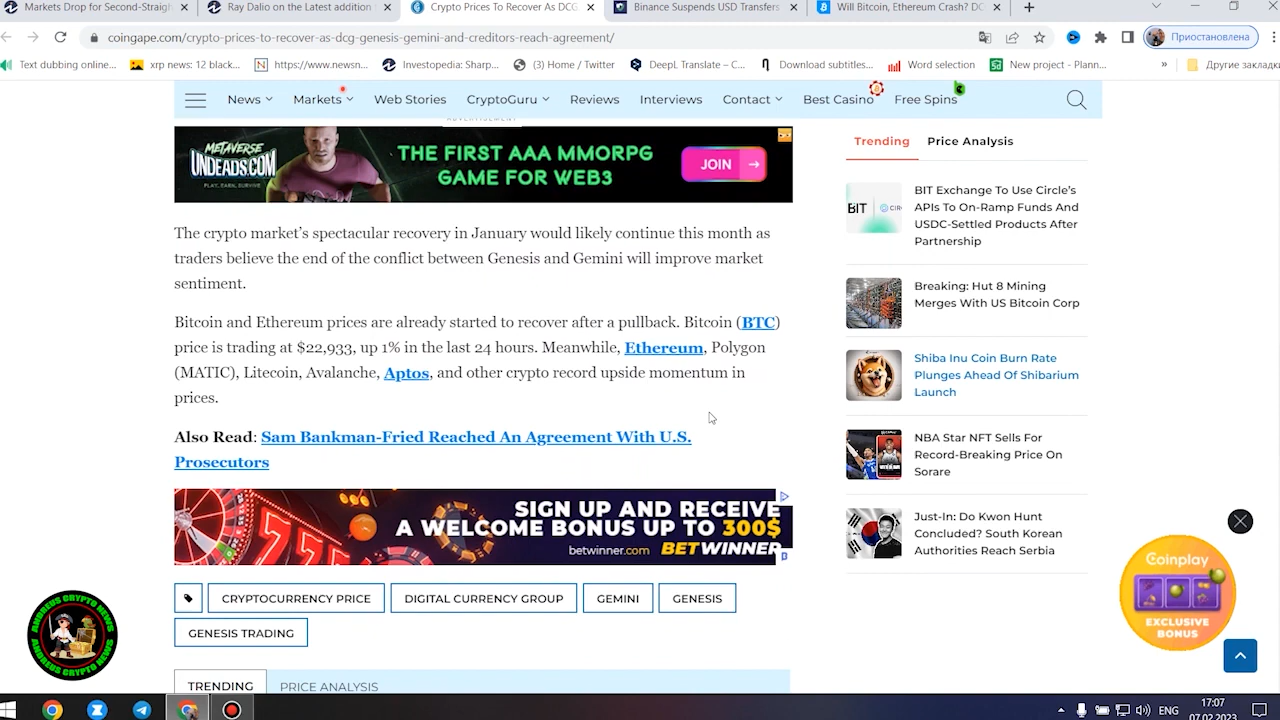 Markets Drop for Second-Straigh
Ray Dalio on the Latest addition
Crypto Prices To Recover As DCG,
Binance Suspends USD Transfers
Will Bitcoin, Ethereum Crash? DC
coingape.com/crypto-prices-to-recover-as-dcg-genesis-gemini-and-creditors-reach-agreement/
Приостановлена
Text dubbing online...
xrp news: 12 black...
https://www.newsn...
Investopedia: Sharp...
(3) Home / Twitter
DeepL Translate – C...
Download subtitles...
Word selection
New project - Plann...
»
Другие закладки
News
Markets
Web Stories
CryptoGuru
Reviews
Interviews
Contact
Best Casino
Free Spins
ADVERTISEMENT
METAVERSE
UNDEADS.COM
PLAY. EARN. SURVIVE.
THE FIRST AAA MMORPG
GAME FOR WEB3
JOIN →
The crypto market's spectacular recovery in January would likely continue this month as
traders believe the end of the conflict between Genesis and Gemini will improve market
sentiment.
Bitcoin and Ethereum prices are already started to recover after a pullback. Bitcoin (BTC)
price is trading at $22,933, up 1% in the last 24 hours. Meanwhile, Ethereum, Polygon
(MATIC), Litecoin, Avalanche, Aptos, and other crypto record upside momentum in
prices.
Also Read: Sam Bankman-Fried Reached An Agreement With U.S.
Prosecutors
SIGN UP AND RECEIVE
A WELCOME BONUS UP TO 300$
betwinner.com BETWINNER
CRYPTOCURRENCY PRICE
DIGITAL CURRENCY GROUP
GEMINI
GENESIS
GENESIS TRADING
TRENDING
PRICE ANALYSIS
Trending
Price Analysis
BIT
CIR
BIT Exchange To Use Circle's
APIs To On-Ramp Funds And
USDC-Settled Products After
Partnership
Breaking: Hut 8 Mining
Merges With US Bitcoin Corp
Shiba Inu Coin Burn Rate
Plunges Ahead Of Shibarium
Launch
NBA Star NFT Sells For
Record-Breaking Price On
Sorare
Just-In: Do Kwon Hunt
Concluded? South Korean
Authorities Reach Serbia
Coinplay
EXCLUSIVE
BONUS
ANDREUS CRYPTO NEWS
ANDREUS CRYPTO NEWS
ENG
17:07
07.02.2023